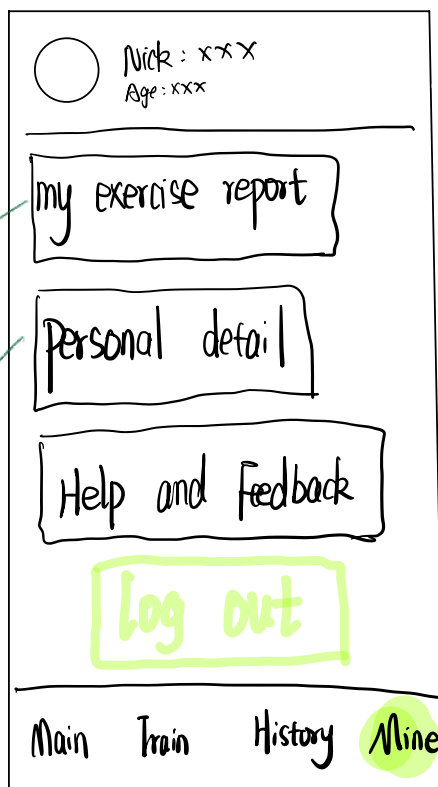 Nick : xxx
Age : xxx
my exercise report
personal detail
Help and Feedback
Log out
Main Train History Mine